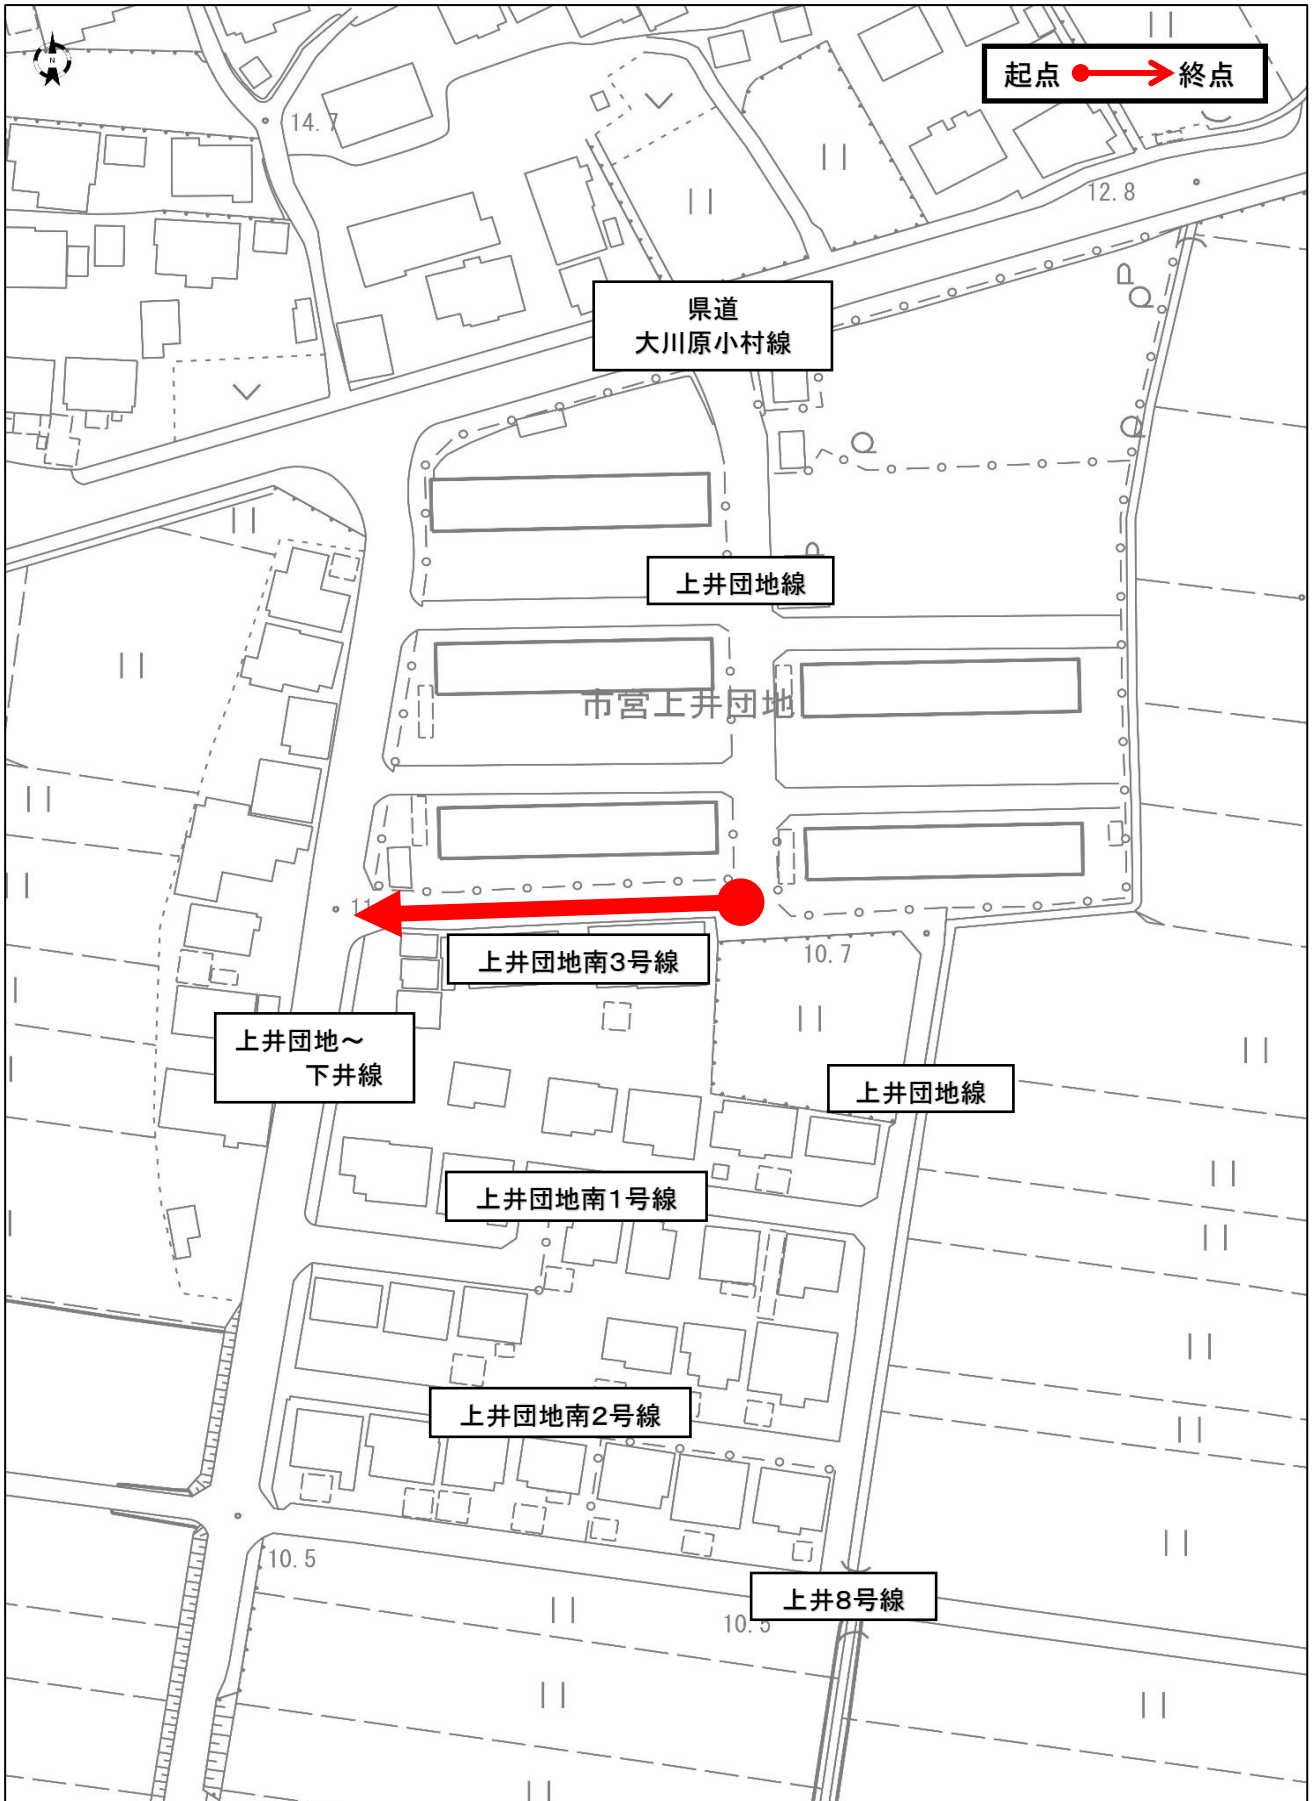 N
起点 終点
14.7
12.8
県道
大川原小村線
上井団地線
市営上井団地
11
上井団地南3号線
10.7
上井団地～
下井線
上井団地線
上井団地南1号線
上井団地南2号線
10.5
上井8号線
10.5